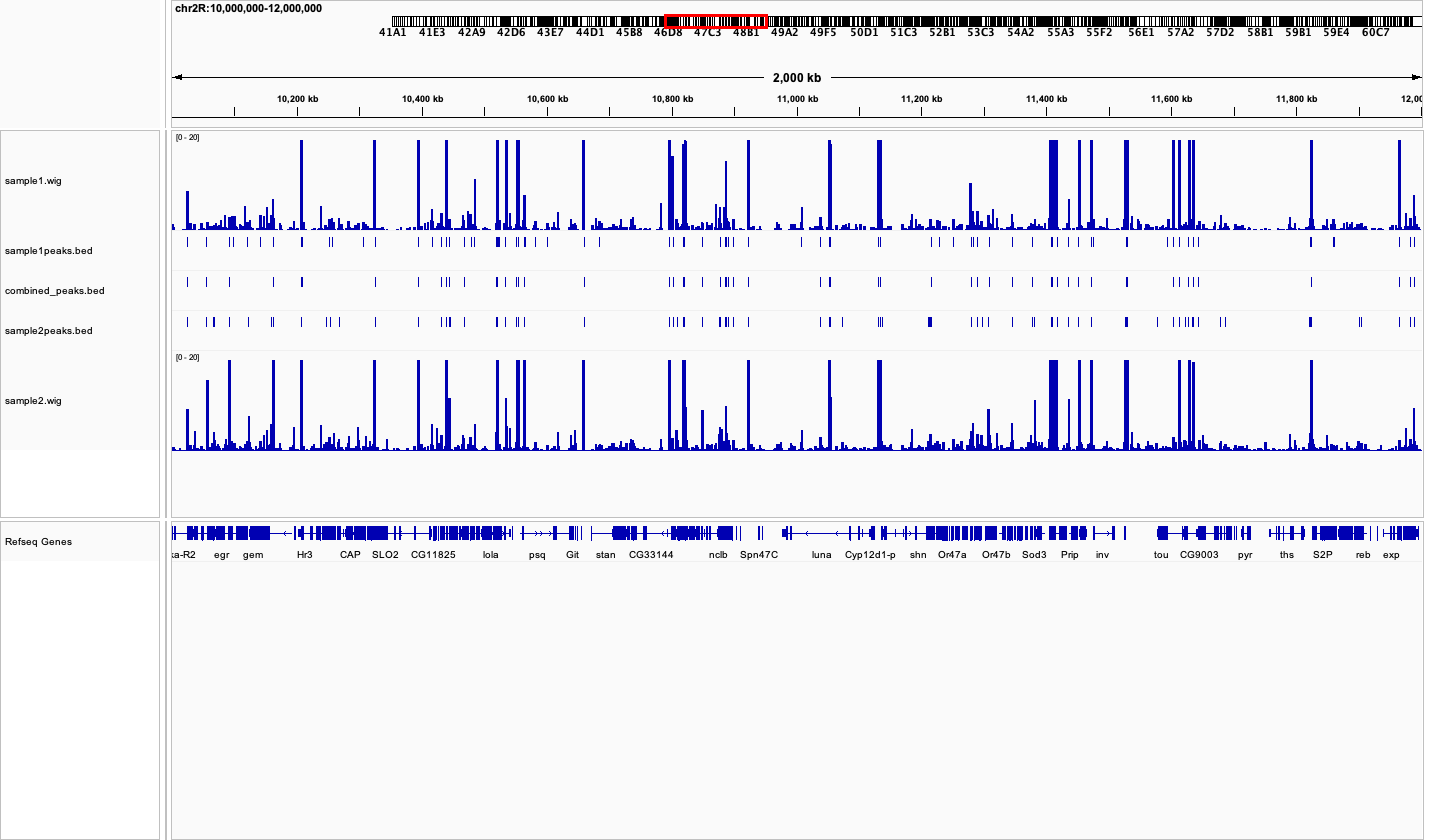 chr2R:10,000,000-12,000,000
41A1 41E3 42A9 42D6 43E7 44D1 45B8 46D8 47C3 48B1 49A2 49F5 50D1 51C3 52B1 53C3 54A2 55A3 55F2 56E1 57A2 57D2 58B1 59B1 59E4 60C7
2,000 kb
10,200 kb 10,400 kb 10,600 kb 10,800 kb 11,000 kb 11,200 kb 11,400 kb 11,600 kb 11,800 kb 12,0
[0 - 20]
sample1.wig
sample1peaks.bed
combined_peaks.bed
sample2peaks.bed
[0 - 20]
sample2.wig
Refseq Genes
ka-R2 egr gem Hr3 CAP SLO2 CG11825 lola psq Git stan CG33144 nclb Spn47C luna Cyp12d1-p shn Or47a Or47b Sod3 Prip inv tou CG9003 pyr ths S2P reb exp